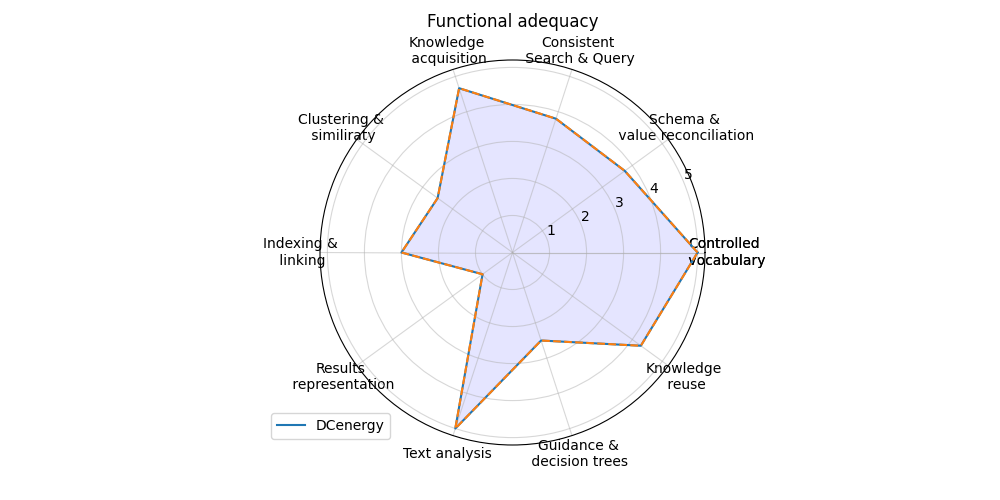 Functional adequacy
Knowledge
acquisition
Consistent
Search & Query
Clustering &
similiraty
Schema &
value reconciliation
5
4
3
2
1
Indexing &
linking
Controlled
vocabulary
Results
representation
Knowledge
reuse
DCenergy
Text analysis
Guidance &
decision trees